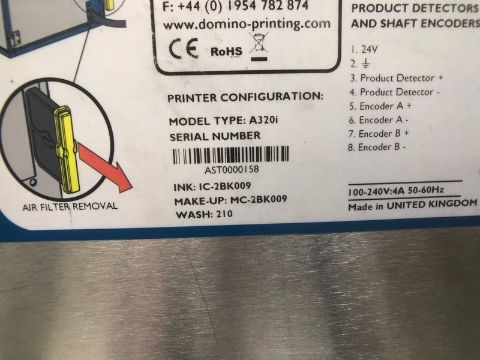 F: +44 (0) 1954 782 874
www.domino-printing.com
CE RoHS
PRINTER CONFIGURATION:
MODEL TYPE: A320i
SERIAL NUMBER
AST0000158
INK: IC-2BK009
MAKE-UP: MC-2BK009
WASH: 210
AIR FILTER REMOVAL
PRODUCT DETECTORS
AND SHAFT ENCODERS
1. 24V
2. ⏚
3. Product Detector +
4. Product Detector -
5. Encoder A +
6. Encoder A -
7. Encoder B +
8. Encoder B -
100-240V:4A 50-60Hz
Made in UNITED KINGDOM